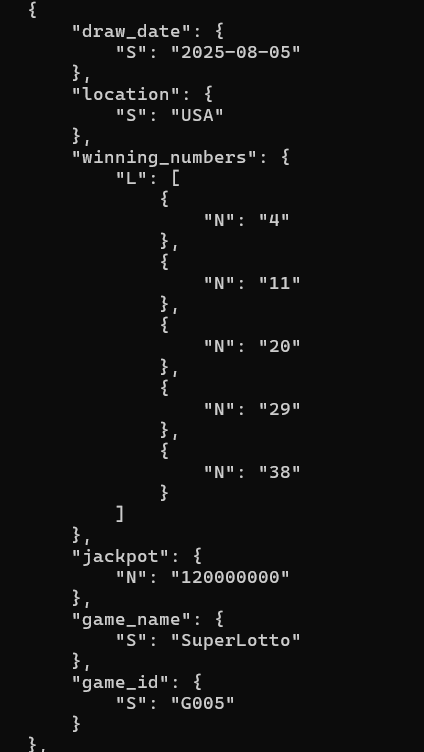 {
"draw_date": {
"S": "2025-08-05"
},
"location": {
"S": "USA"
},
"winning_numbers": {
"L": [
{
"N": "4"
},
{
"N": "11"
},
{
"N": "20"
},
{
"N": "29"
},
{
"N": "38"
}
]
},
"jackpot": {
"N": "120000000"
},
"game_name": {
"S": "SuperLotto"
},
"game_id": {
"S": "G005"
}
},